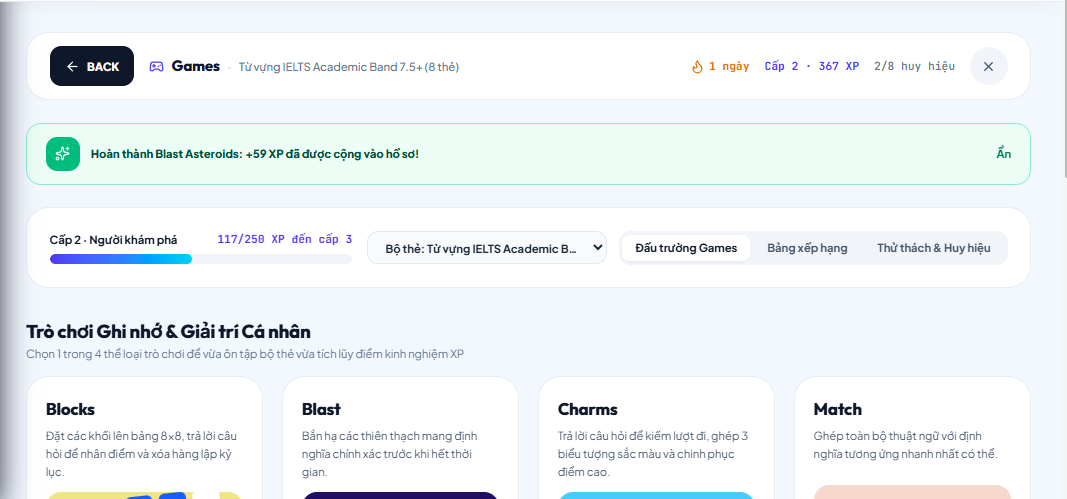 BACK
Games · Từ vựng IELTS Academic Band 7.5+ (8 thẻ)
1 ngày
Cấp 2 · 367 XP
2/8 huy hiệu
Hoàn thành Blast Asteroids: +59 XP đã được cộng vào hồ sơ!
Ẩn
Cấp 2 · Người khám phá
117/250 XP đến cấp 3
Bộ thẻ: Từ vựng IELTS Academic B...
Đấu trường Games
Bảng xếp hạng
Thử thách & Huy hiệu
Trò chơi Ghi nhớ & Giải trí Cá nhân
Chọn 1 trong 4 thể loại trò chơi để vừa ôn tập bộ thẻ vừa tích lũy điểm kinh nghiệm XP
Blocks
Đặt các khối lên bảng 8×8, trả lời câu
hỏi để nhân điểm và xóa hàng lập kỷ
lục.
Blast
Bắn hạ các thiên thạch mang định
nghĩa chính xác trước khi hết thời
gian.
Charms
Trả lời câu hỏi để kiếm lượt đi, ghép 3
biểu tượng sắc màu và chinh phục
điểm cao.
Match
Ghép toàn bộ thuật ngữ với định
nghĩa tương ứng nhanh nhất có thể.